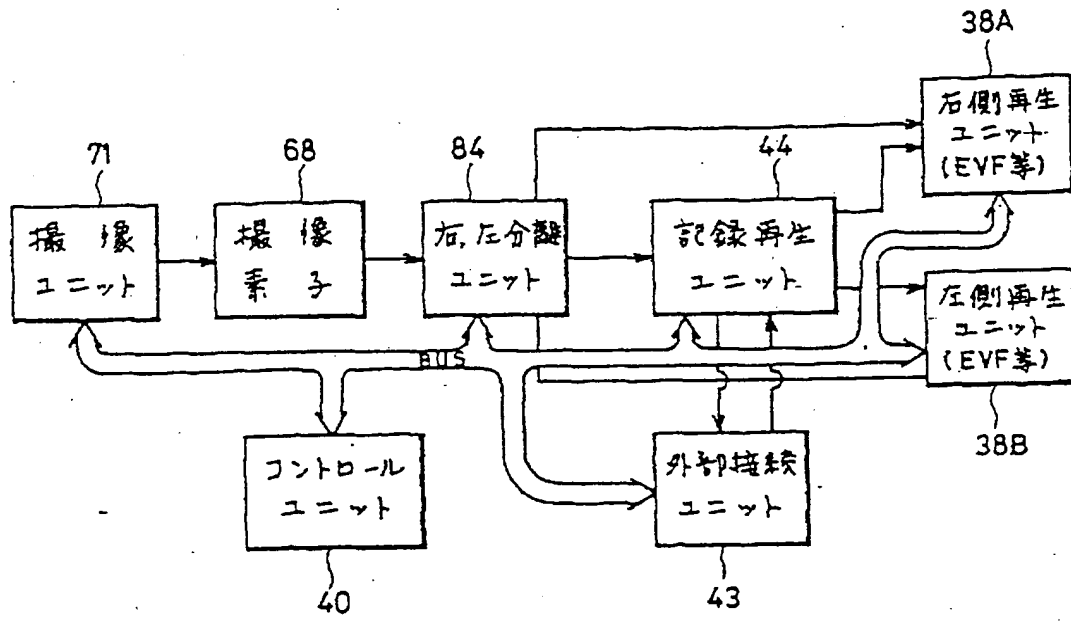 38A
右側再生
ユニット
(EVF等)
71
68
84
44
撮像
ユニット
撮像
素子
右,左分離
ユニット
記録再生
ユニット
左側再生
ユニット
(EVF等)
38B
BUS
コントロール
ユニット
40
外部接続
ユニット
43